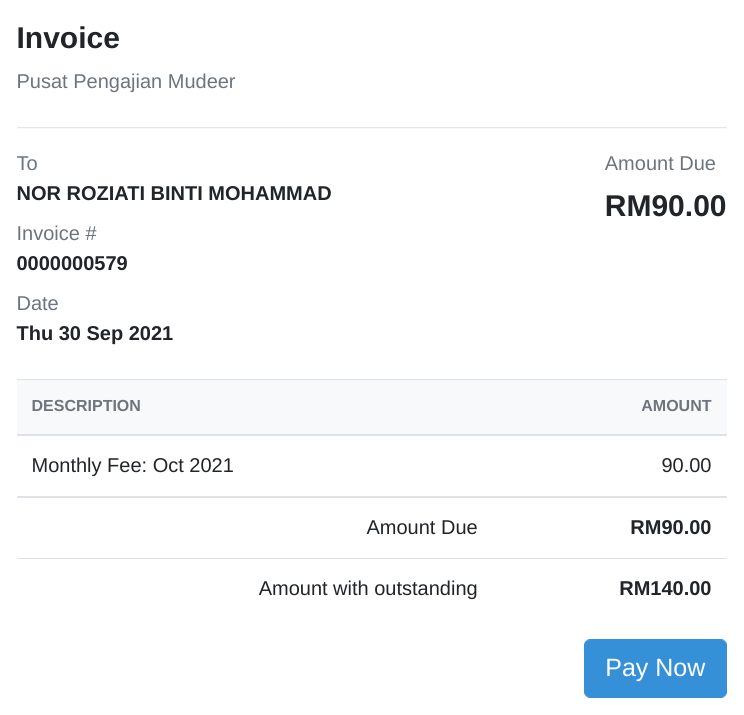 Invoice
Pusat Pengajian Mudeer
To
NOR ROZIATI BINTI MOHAMMAD
Amount Due
RM90.00
Invoice #
0000000579
Date
Thu 30 Sep 2021
DESCRIPTION AMOUNT
Monthly Fee: Oct 2021 90.00
Amount Due RM90.00
Amount with outstanding RM140.00
Pay Now